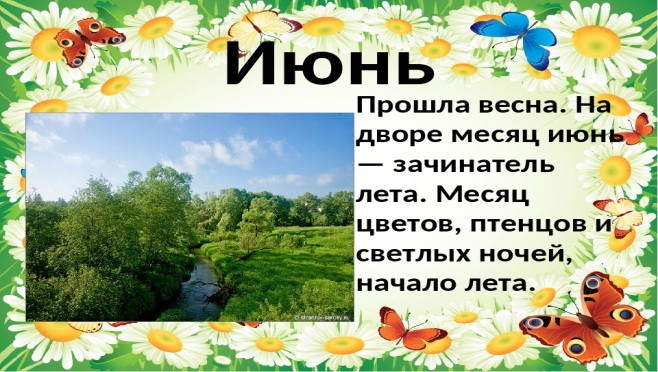 Июнь
Прошла весна. На
дворе месяц июнь
— зачинатель
лета. Месяц
цветов, птенцов и
светлых ночей,
начало лета.